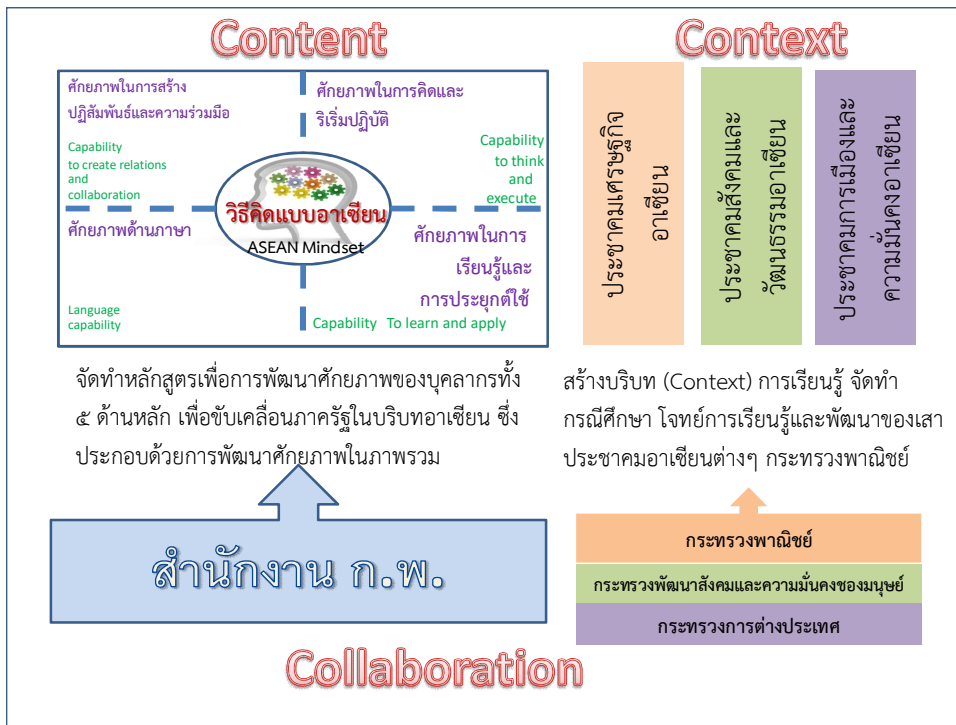 Content
ศักยภาพในการสร้าง
ปฏิสัมพันธ์และความร่วมมือ
Capability
to create relations
and
collaboration
ศักยภาพในการคิดและ
ริเริ่มปฏิบัติ
Capability
to think
and
execute
วิธีคิดแบบอาเซียน
ASEAN Mindset
ศักยภาพด้านภาษา
Language
capability
ศักยภาพในการ
เรียนรู้และ
การประยุกต์ใช้
Capability To learn and apply
จัดทำหลักสูตรเพื่อการพัฒนาศักยภาพของบุคลากรทั้ง
๕ ด้านหลัก เพื่อขับเคลื่อนภาครัฐในบริบทอาเซียน ซึ่ง
ประกอบด้วยการพัฒนาศักยภาพในภาพรวม
สำนักงาน ก.พ.
Context
ประชาคมเศรษฐกิจ
อาเซียน
ประชาคมสังคมและ
วัฒนธรรมอาเซียน
ประชาคมการเมืองและ
ความมั่นคงอาเซียน
สร้างบริบท (Context) การเรียนรู้ จัดทำ
กรณีศึกษา โจทย์การเรียนรู้และพัฒนาของเสา
ประชาคมอาเซียนต่างๆ กระทรวงพาณิชย์
กระทรวงพาณิชย์
กระทรวงพัฒนาสังคมและความมั่นคงของมนุษย์
กระทรวงการต่างประเทศ
Collaboration